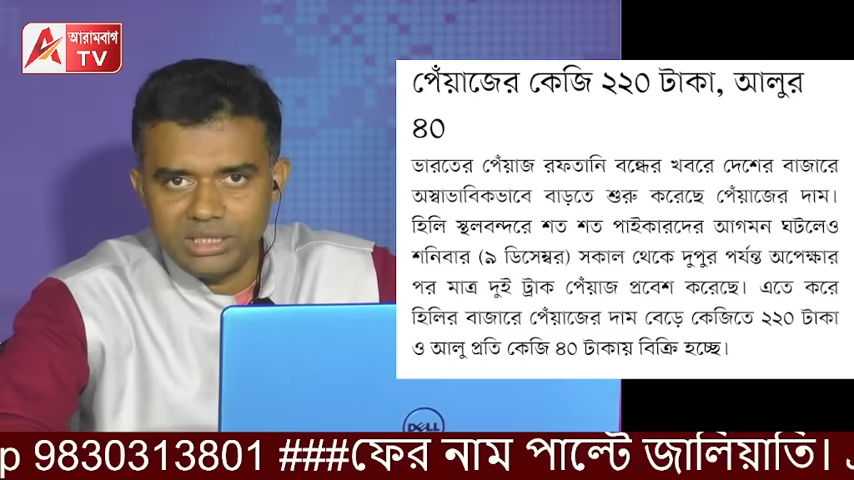 আরামবাগ
TV
পেঁয়াজের কেজি ২২০ টাকা, আলুর
৪০
ভারতের পেঁয়াজ রফতানি বন্ধের খবরে দেশের বাজারে
অস্বাভাবিকভাবে বাড়তে শুরু করেছে পেঁয়াজের দাম।
হিলি স্থলবন্দরে শত শত পাইকারদের আগমন ঘটলেও
শনিবার (৯ ডিসেম্বর) সকাল থেকে দুপুর পর্যন্ত অপেক্ষার
পর মাত্র দুই ট্রাক পেঁয়াজ প্রবেশ করেছে। এতে করে
হিলির বাজারে পেঁয়াজের দাম বেড়ে কেজিতে ২২০ টাকা
ও আলু প্রতি কেজি ৪০ টাকায় বিক্রি হচ্ছে।
DELL
p 9830313801 ###ফের নাম পাল্টে জালিয়াতি।